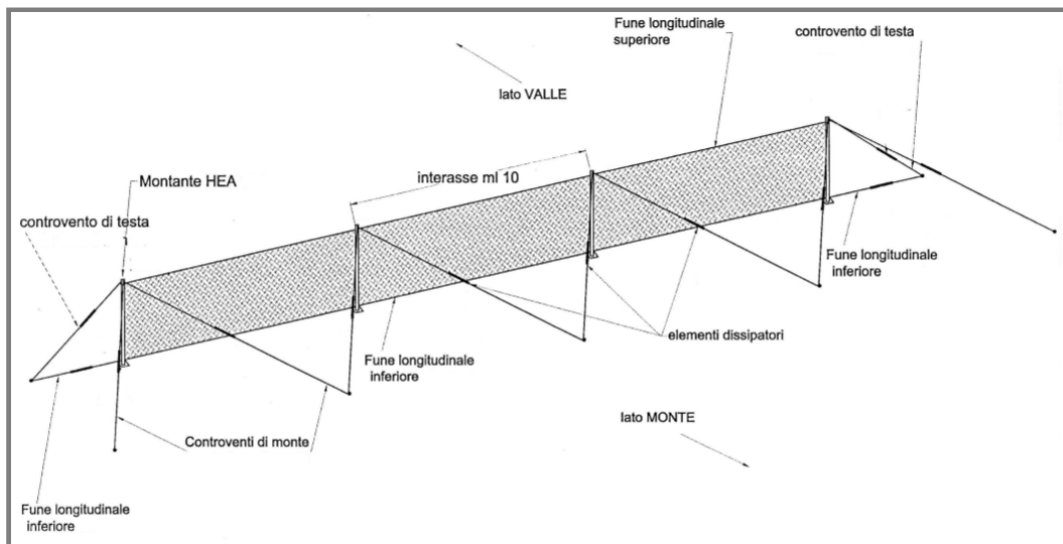 Fune longitudinale
superiore
controvento di testa
lato VALLE
Montante HEA
interasse ml 10
controvento di testa
Fune longitudinale
inferiore
elementi dissipatori
Fune longitudinale
inferiore
Controventi di monte
lato MONTE
Fune longitudinale
inferiore